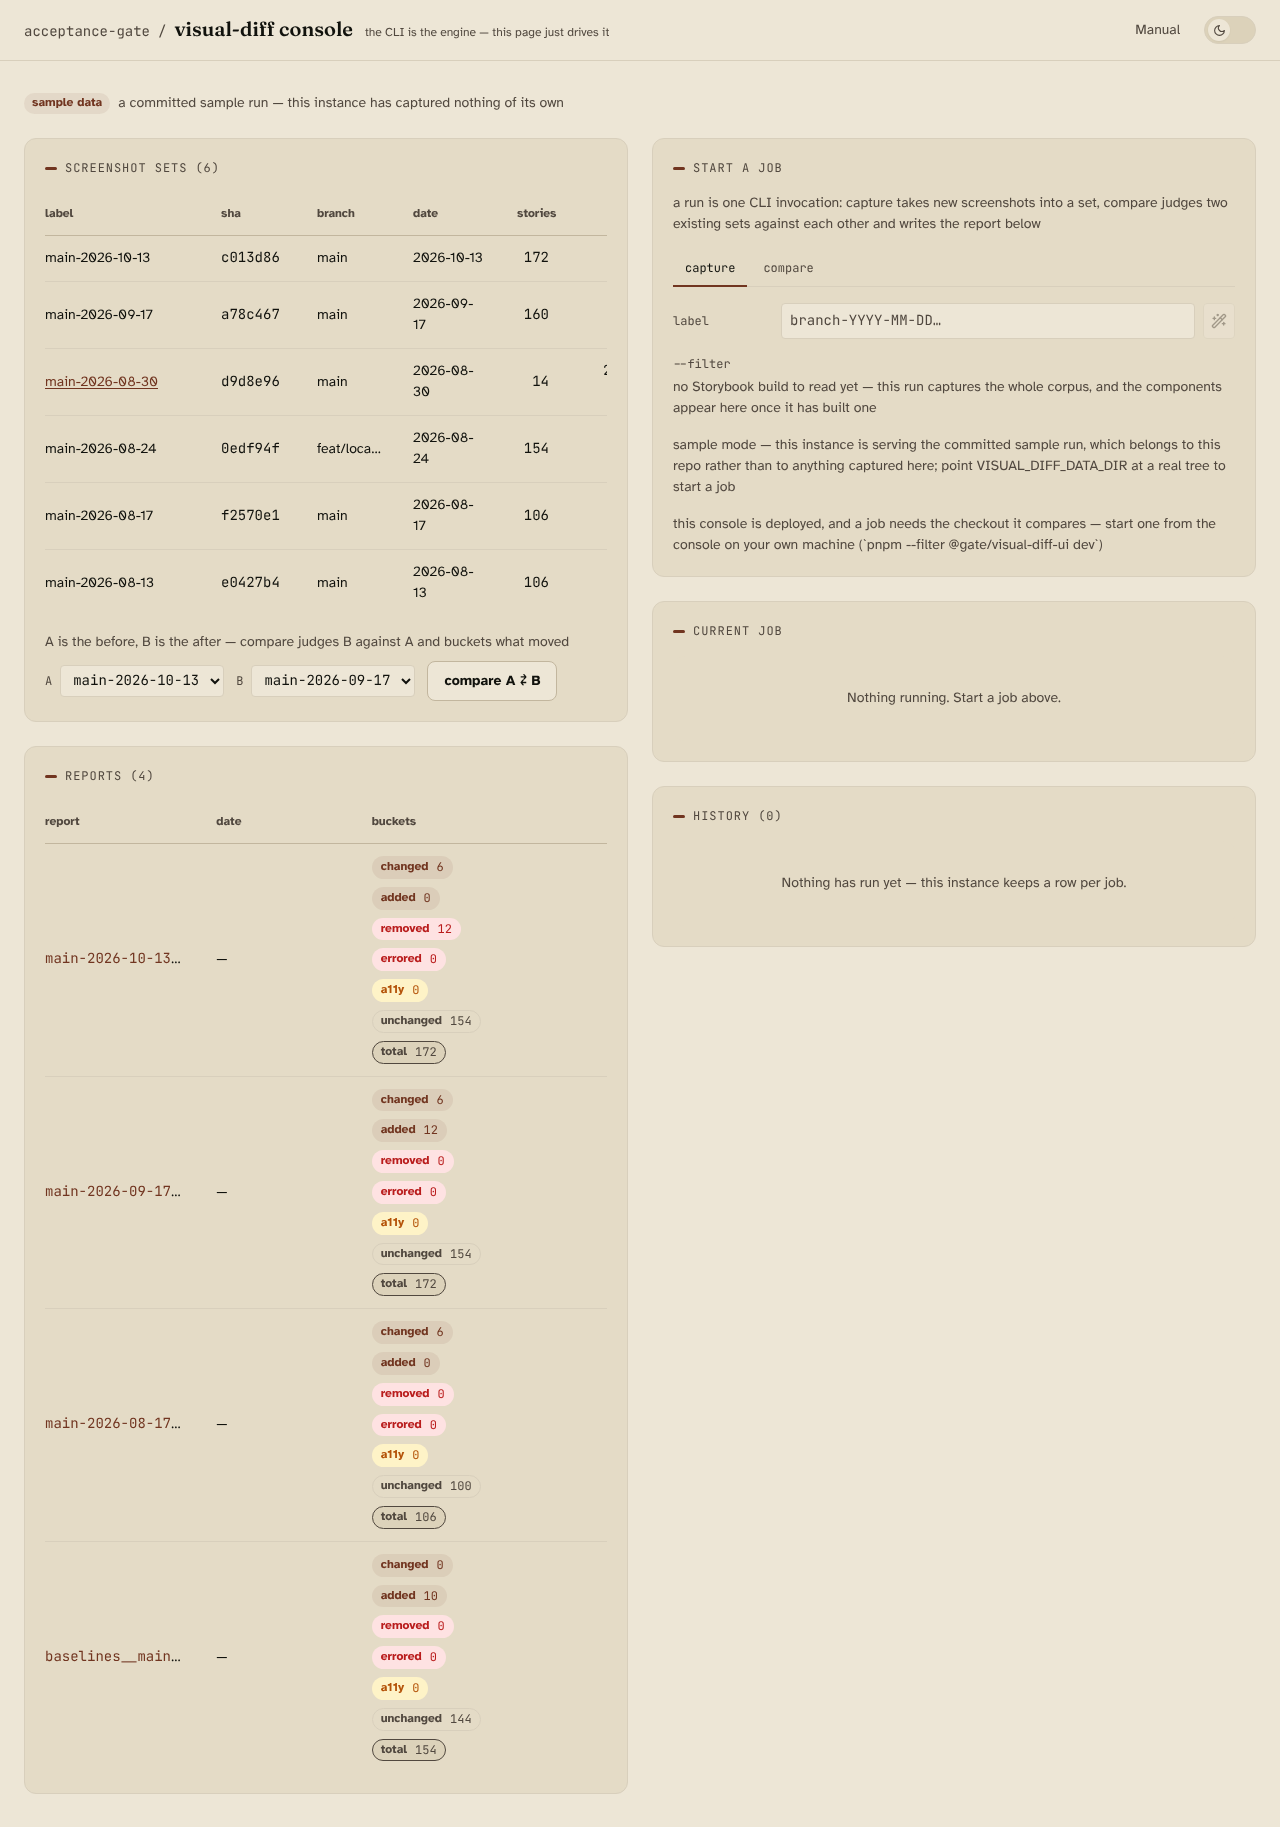 acceptance-gate / visual-diff console the CLI is the engine — this page just drives it
Manual
sample data a committed sample run — this instance has captured nothing of its own
SCREENSHOT SETS (6)
label sha branch date stories
main-2026-10-13 c013d86 main 2026-10-13 172
main-2026-09-17 a78c467 main 2026-09-
17 160
main-2026-08-30 d9d8e96 main 2026-08-
30 14
main-2026-08-24 0edf94f feat/loca… 2026-08-
24 154
main-2026-08-17 f2570e1 main 2026-08-
17 106
main-2026-08-13 e0427b4 main 2026-08-
13 106
A is the before, B is the after — compare judges B against A and buckets what moved
A main-2026-10-13 B main-2026-09-17 compare A ⇄ B
REPORTS (4)
report date buckets
main-2026-10-13… —
changed 6
added 0
removed 12
errored 0
a11y 0
unchanged 154
total 172
main-2026-09-17… —
changed 6
added 12
removed 0
errored 0
a11y 0
unchanged 154
total 172
main-2026-08-17… —
changed 6
added 0
removed 0
errored 0
a11y 0
unchanged 100
total 106
baselines__main… —
changed 0
added 10
removed 0
errored 0
a11y 0
unchanged 144
total 154
START A JOB
a run is one CLI invocation: capture takes new screenshots into a set, compare judges two
existing sets against each other and writes the report below
capture compare
label branch-YYYY-MM-DD…
--filter
no Storybook build to read yet — this run captures the whole corpus, and the components
appear here once it has built one
sample mode — this instance is serving the committed sample run, which belongs to this
repo rather than to anything captured here; point VISUAL_DIFF_DATA_DIR at a real tree to
start a job
this console is deployed, and a job needs the checkout it compares — start one from the
console on your own machine (`pnpm --filter @gate/visual-diff-ui dev`)
CURRENT JOB
Nothing running. Start a job above.
HISTORY (0)
Nothing has run yet — this instance keeps a row per job.